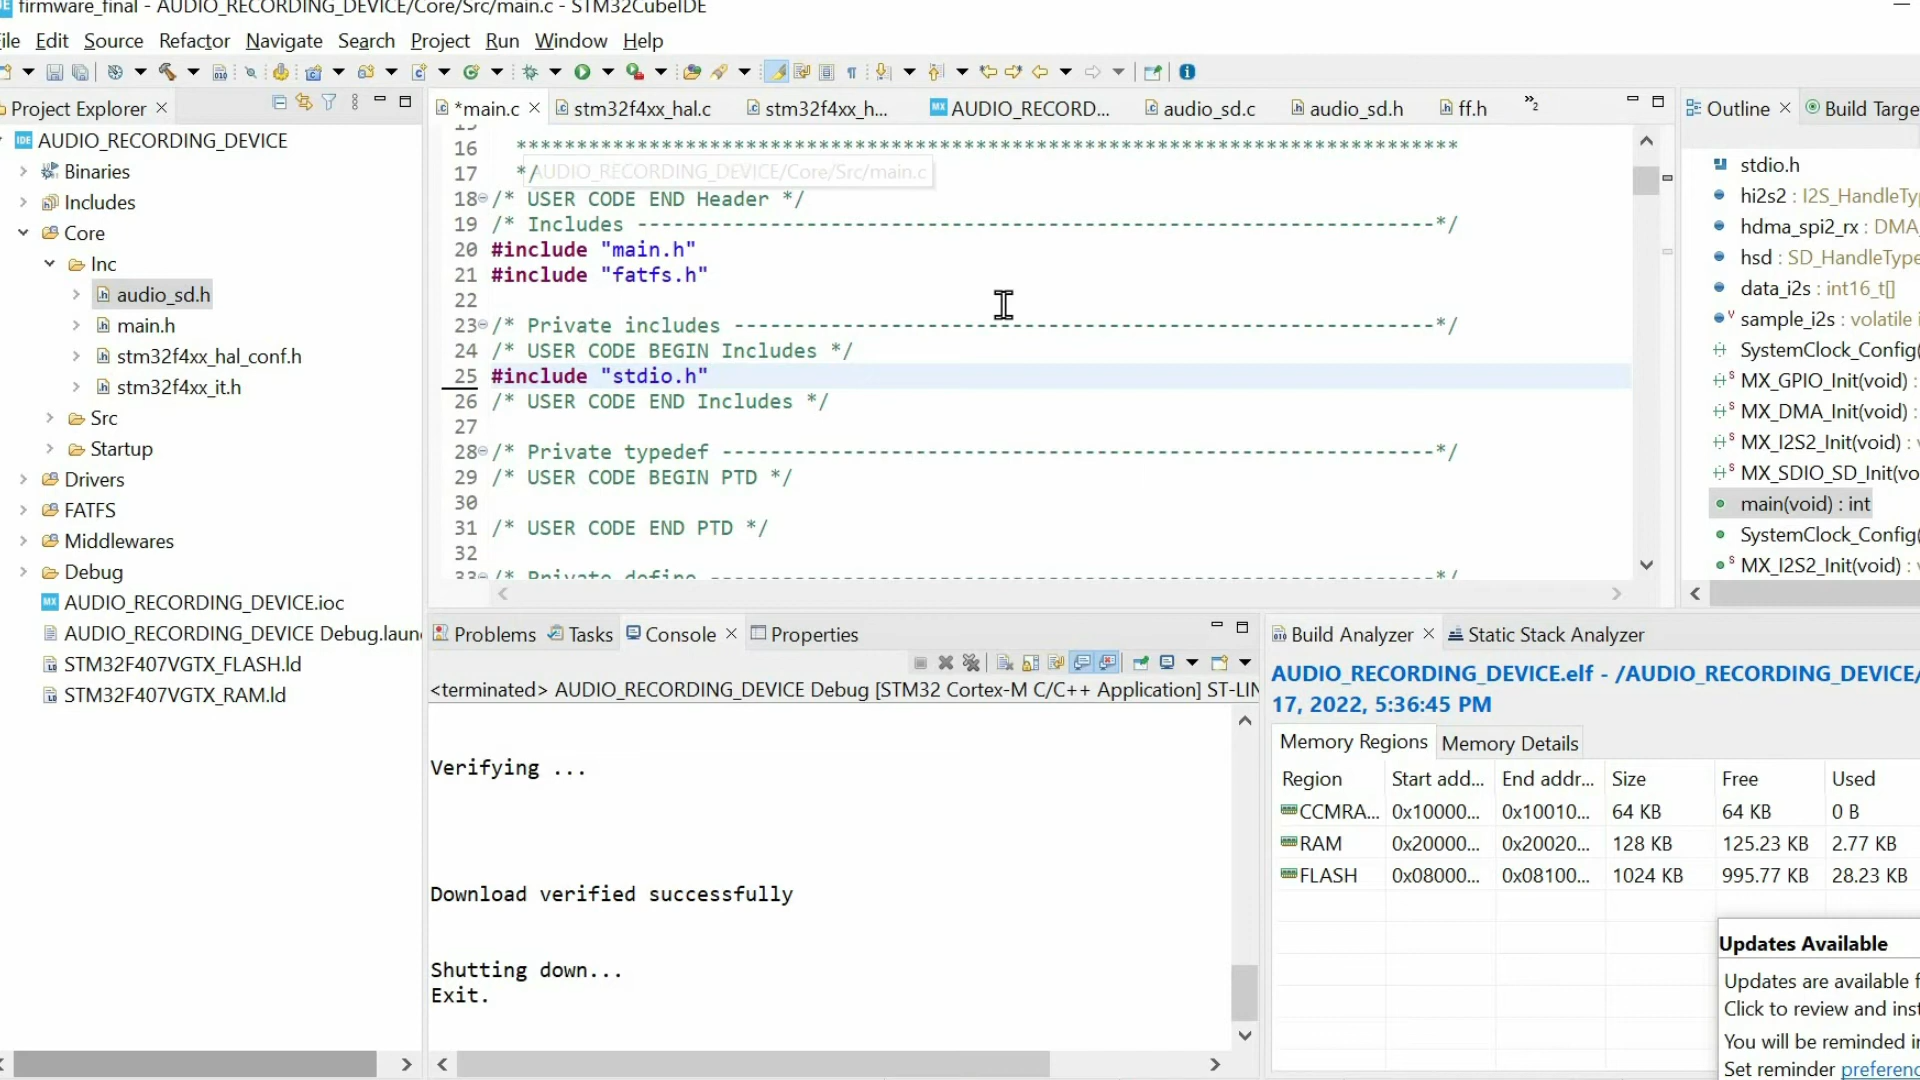 firmware_final - AUDIO_RECORDING_DEVICE/Core/Src/main.c - STM32CubeIDE
File Edit Source Refactor Navigate Search Project Run Window Help
Project Explorer
AUDIO_RECORDING_DEVICE
Binaries
Includes
Core
Inc
audio_sd.h
main.h
stm32f4xx_hal_conf.h
stm32f4xx_it.h
Src
Startup
Drivers
FATFS
Middlewares
Debug
AUDIO_RECORDING_DEVICE.ioc
AUDIO_RECORDING_DEVICE Debug.laun
STM32F407VGTX_FLASH.ld
STM32F407VGTX_RAM.ld
*main.c stm32f4xx_hal.c stm32f4xx_h... AUDIO_RECORD... audio_sd.c audio_sd.h ff.h »2
15
16 ******************************************************************************
17 */
AUDIO_RECORDING_DEVICE/Core/Src/main.c
18 /* USER CODE END Header */
19 /* Includes ------------------------------------------------------------------*/
20 #include "main.h"
21 #include "fatfs.h"
22
23 /* Private includes ----------------------------------------------------------*/
24 /* USER CODE BEGIN Includes */
25 #include "stdio.h"
26 /* USER CODE END Includes */
27
28 /* Private typedef -----------------------------------------------------------*/
29 /* USER CODE BEGIN PTD */
30
31 /* USER CODE END PTD */
32
33 /* Private define ------------------------------------------------------------*/
Outline Build Targe
stdio.h
hi2s2 : I2S_HandleTy
hdma_spi2_rx : DMA_
hsd : SD_HandleType
data_i2s : int16_t[]
sample_i2s : volatile i
SystemClock_Config(
MX_GPIO_Init(void) :
MX_DMA_Init(void) :
MX_I2S2_Init(void) : v
MX_SDIO_SD_Init(vo
main(void) : int
SystemClock_Config(
MX_I2S2_Init(void) : v
Problems Tasks Console Properties
<terminated> AUDIO_RECORDING_DEVICE Debug [STM32 Cortex-M C/C++ Application] ST-LIN
Verifying ...
Download verified successfully
Shutting down...
Exit.
Build Analyzer Static Stack Analyzer
AUDIO_RECORDING_DEVICE.elf - /AUDIO_RECORDING_DEVICE/
17, 2022, 5:36:45 PM
Memory Regions Memory Details
Region Start add... End addr... Size Free Used
CCMRA... 0x10000... 0x10010... 64 KB 64 KB 0 B
RAM 0x20000... 0x20020... 128 KB 125.23 KB 2.77 KB
FLASH 0x08000... 0x08100... 1024 KB 995.77 KB 28.23 KB
Updates Available
Updates are available f
Click to review and inst
You will be reminded i
Set reminder preferenc